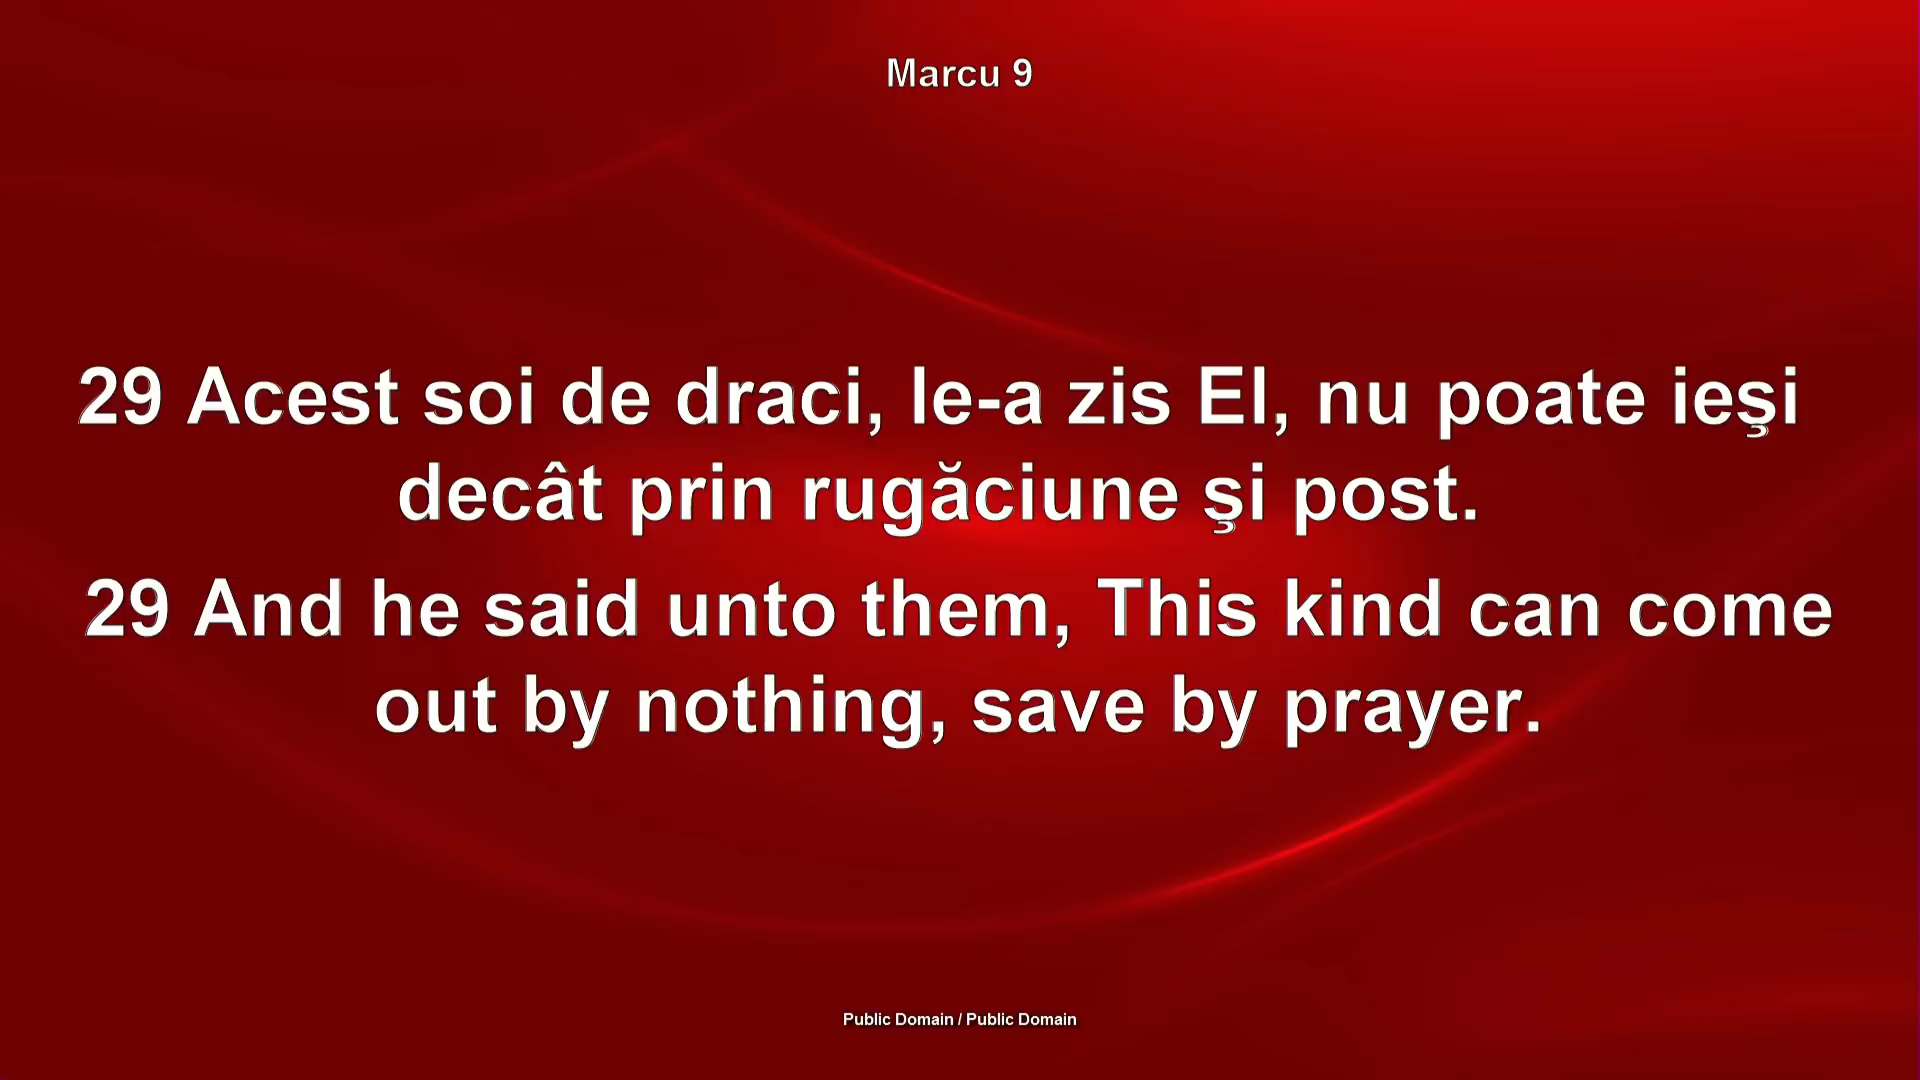 Marcu 9
29 Acest soi de draci, le-a zis El, nu poate ieşi
decât prin rugăciune şi post.
29 And he said unto them, This kind can come
out by nothing, save by prayer.
Public Domain / Public Domain